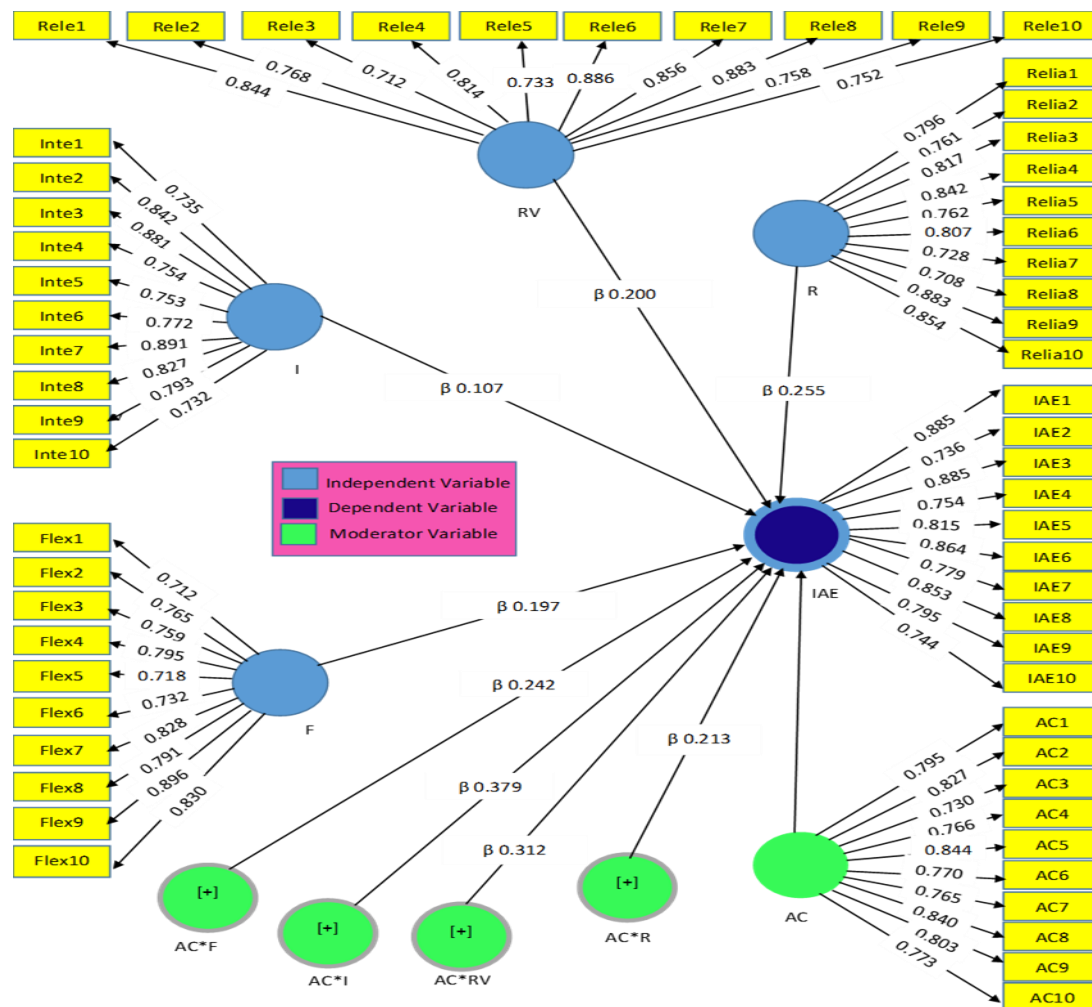 Rele1
Rele2
Rele3
Rele4
Rele5
Rele6
Rele7
Rele8
Rele9
Rele10
0.844
0.768
0.712
0.814
0.733
0.886
0.856
0.883
0.758
0.752
RV
Relia1
Relia2
Relia3
Relia4
Relia5
Relia6
Relia7
Relia8
Relia9
Relia10
0.796
0.761
0.817
0.842
0.762
0.807
0.728
0.708
0.883
0.854
R
Inte1
Inte2
Inte3
Inte4
Inte5
Inte6
Inte7
Inte8
Inte9
Inte10
0.735
0.842
0.881
0.754
0.753
0.772
0.891
0.827
0.793
0.732
I
β 0.200
β 0.107
β 0.255
Independent Variable
Dependent Variable
Moderator Variable
IAE1
IAE2
IAE3
IAE4
IAE5
IAE6
IAE7
IAE8
IAE9
IAE10
0.885
0.736
0.885
0.754
0.815
0.864
0.779
0.853
0.795
0.744
IAE
Flex1
Flex2
Flex3
Flex4
Flex5
Flex6
Flex7
Flex8
Flex9
Flex10
0.712
0.765
0.759
0.795
0.718
0.732
0.828
0.791
0.896
0.830
F
β 0.197
β 0.242
β 0.379
β 0.312
β 0.213
AC1
AC2
AC3
AC4
AC5
AC6
AC7
AC8
AC9
AC10
0.795
0.827
0.730
0.766
0.844
0.770
0.765
0.840
0.803
0.773
AC
[+]
AC*F
[+]
AC*I
[+]
AC*RV
[+]
AC*R